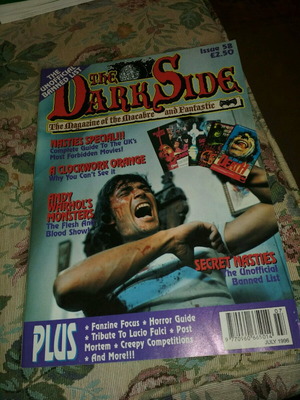 THE UNOFFICIAL BANNED LIST
Issue 58
£2.50
THE
DARK SIDE
The Magazine of the Macabre and Fantastic
NASTIES SPECIAL!!!
Complete Guide To The UK's
Most Forbidden Movies!
A CLOCKWORK ORANGE
Why You Can't See It
ANDY
WARHOL'S
MONSTERS
The Flesh And
Blood Show!
SECRET NASTIES
The Unofficial
Banned List
PLUS
• Fanzine Focus • Horror Guide
• Tribute To Lucio Fulci • Post
Mortem • Creepy Competitions
• And More!!!
07
JULY 1996